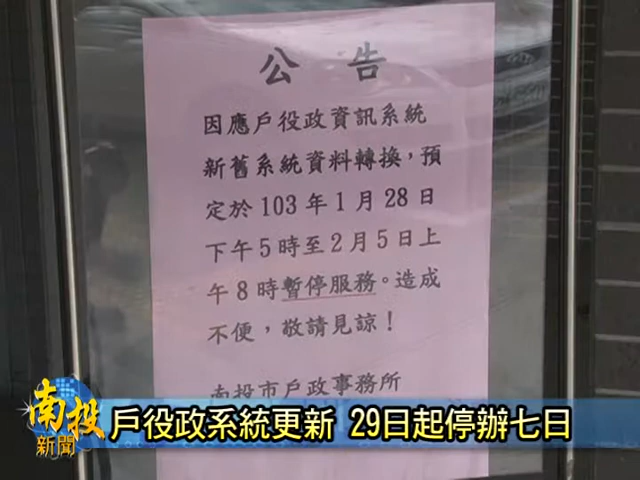 公告
因應戶役政資訊系統
新舊系統資料轉換，預
定於103年1月28日
下午5時至2月5日上
午8時暫停服務。造成
不便，敬請見諒！
南投市戶政事務所
南投
新聞
戶役政系統更新 29日起停辦七日